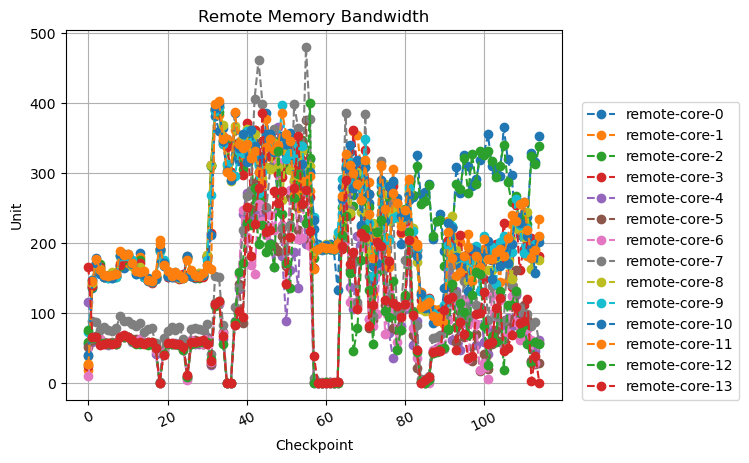 Remote Memory Bandwidth
500
400
300
200
100
0
Unit
0
20
40
60
80
100
Checkpoint
remote-core-0
remote-core-1
remote-core-2
remote-core-3
remote-core-4
remote-core-5
remote-core-6
remote-core-7
remote-core-8
remote-core-9
remote-core-10
remote-core-11
remote-core-12
remote-core-13